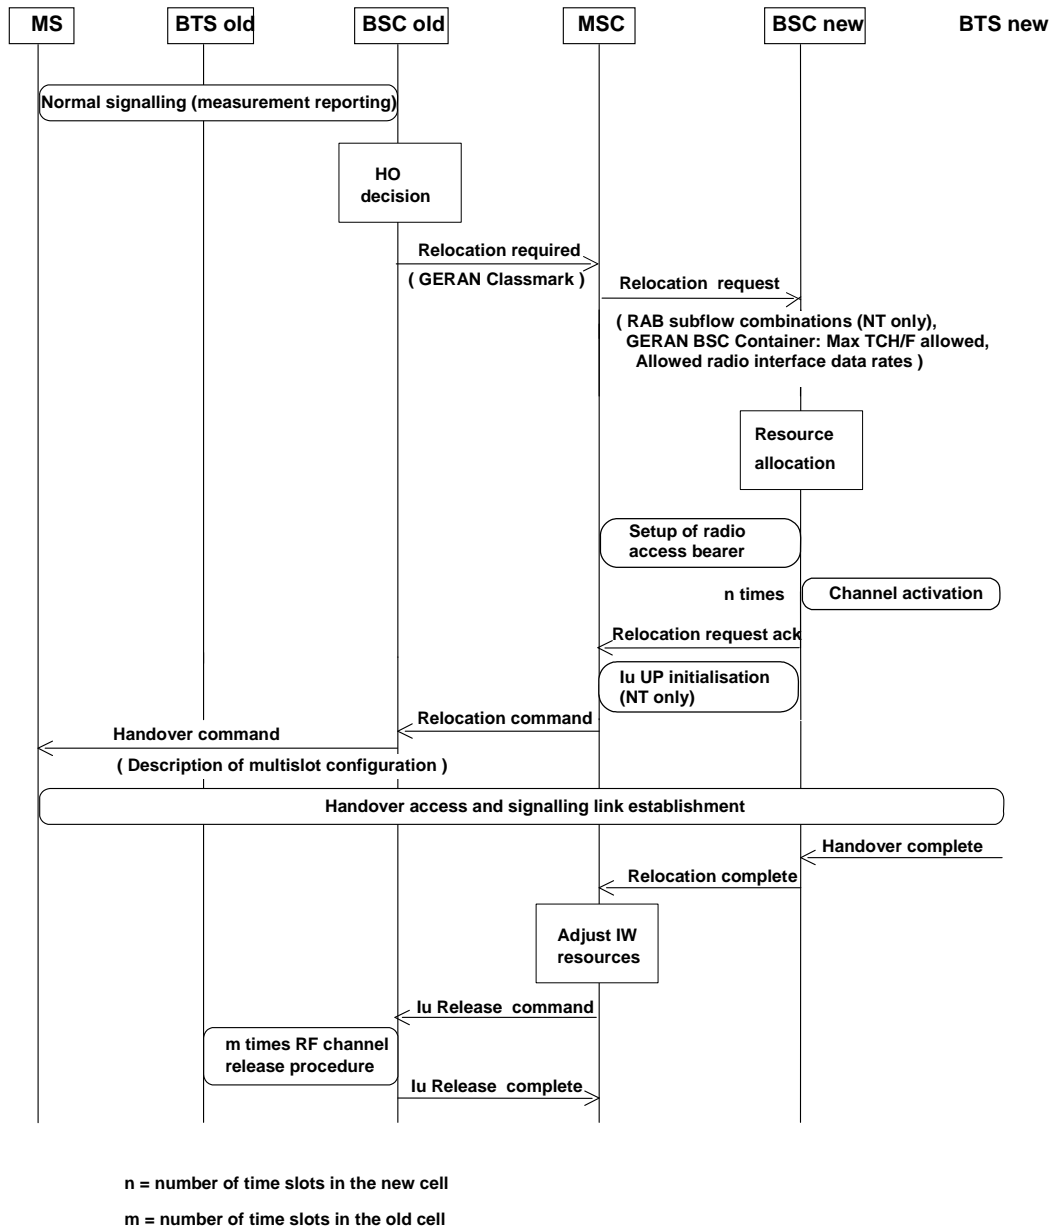 MS BTS old BSC old MSC BSC new BTS new
Normal signalling (measurement reporting)
HO
decision
Relocation required
( GERAN Classmark )
Relocation request
( RAB subflow combinations (NT only),
GERAN BSC Container: Max TCH/F allowed,
Allowed radio interface data rates )
Resource
allocation
Setup of radio
access bearer
n times
Channel activation
Relocation request ack
Iu UP initialisation
(NT only)
Relocation command
Handover command
( Description of multislot configuration )
Handover access and signalling link establishment
Handover complete
Relocation complete
Adjust IW
resources
Iu Release command
m times RF channel
release procedure
Iu Release complete
n = number of time slots in the new cell
m = number of time slots in the old cell